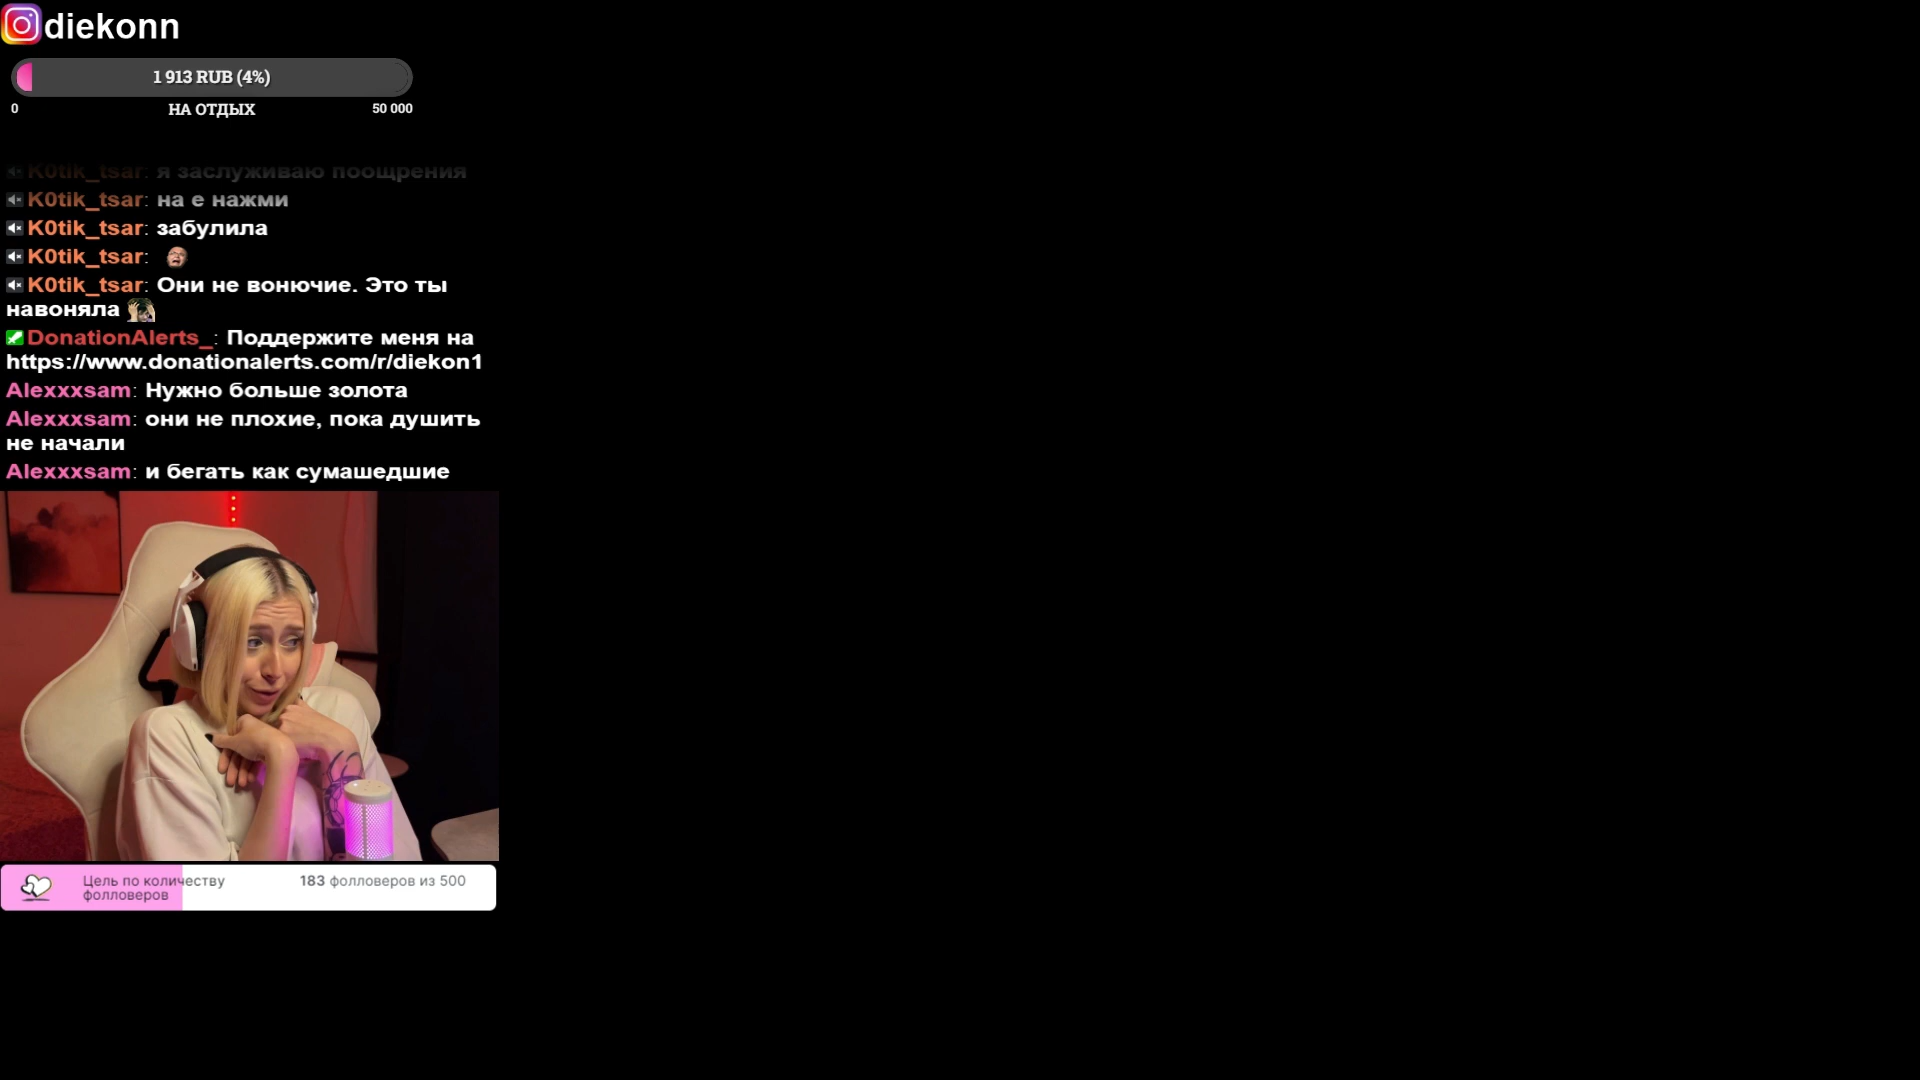 diekonn
1 913 RUB (4%)
0 НА ОТДЫХ 50 000
K0tik_tsar: я заслуживаю поощрения
K0tik_tsar: на е нажми
K0tik_tsar: забулила
K0tik_tsar:
K0tik_tsar: Они не вонючие. Это ты
навоняла
DonationAlerts_: Поддержите меня на
https://www.donationalerts.com/r/diekon1
Alexxxsam: Нужно больше золота
Alexxxsam: они не плохие, пока душить
не начали
Alexxxsam: и бегать как сумашедшие
Цель по количеству
фолловеров
183 фолловеров из 500